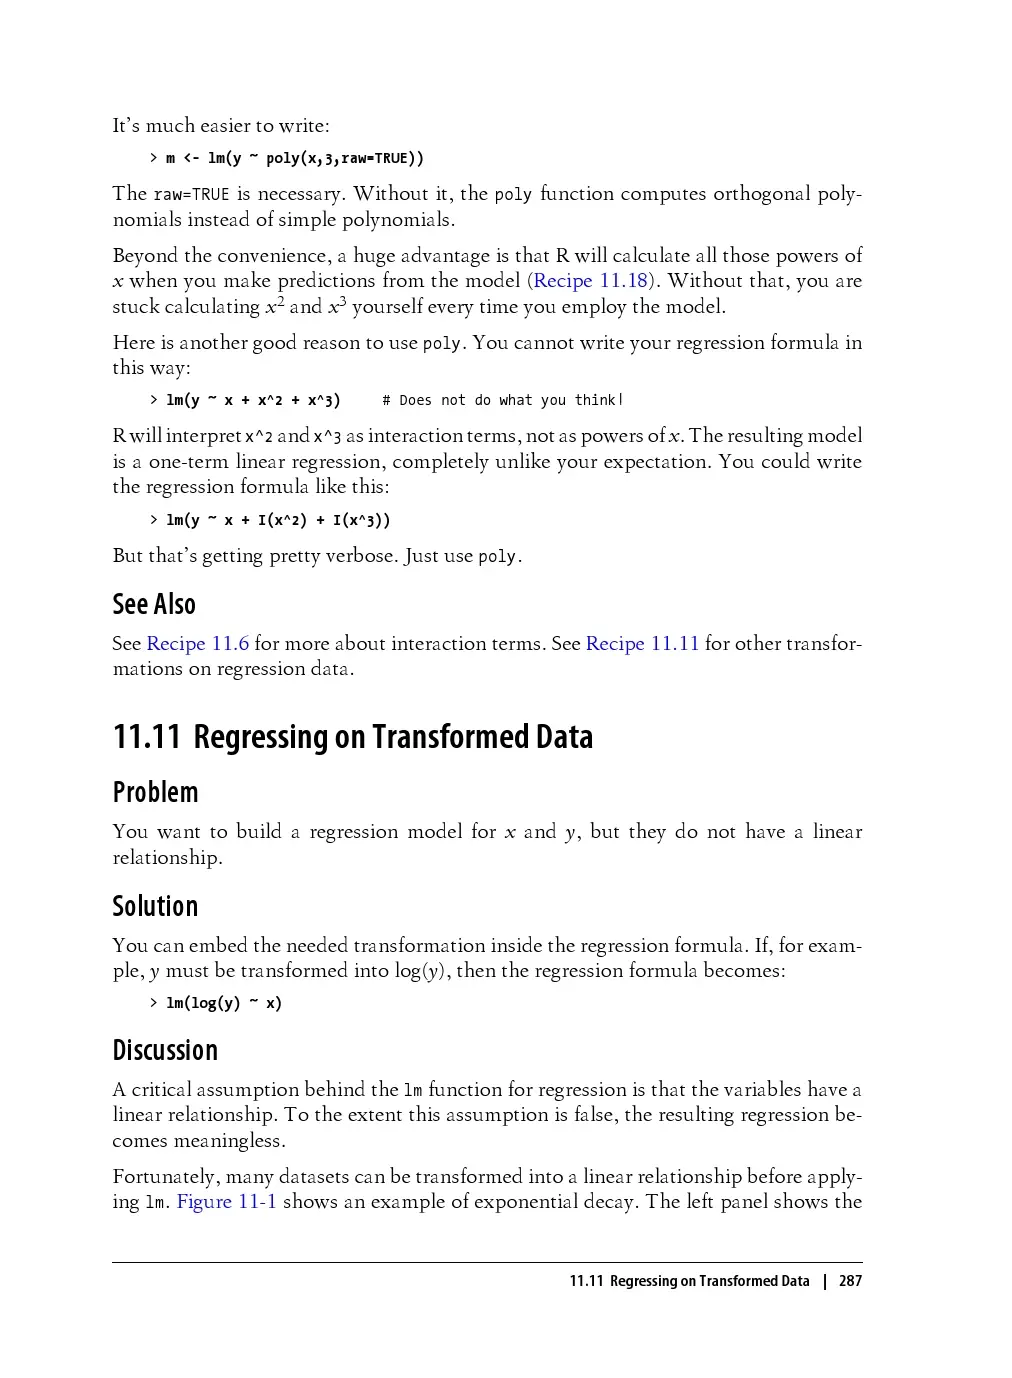 It’s much easier to write:
> m <- lm(y ~ poly(x,3,raw=TRUE))
The raw=TRUE is necessary. Without it, the poly function computes orthogonal poly-
nomials instead of simple polynomials.
Beyond the convenience, a huge advantage is that R will calculate all those powers of
x when you make predictions from the model (Recipe 11.18). Without that, you are
stuck calculating x² and x³ yourself every time you employ the model.
Here is another good reason to use poly. You cannot write your regression formula in
this way:
> lm(y ~ x + x^2 + x^3) # Does not do what you think!
R will interpret x^2 and x^3 as interaction terms, not as powers of x. The resulting model
is a one-term linear regression, completely unlike your expectation. You could write
the regression formula like this:
> lm(y ~ x + I(x^2) + I(x^3))
But that’s getting pretty verbose. Just use poly.
See Also
See Recipe 11.6 for more about interaction terms. See Recipe 11.11 for other transfor-
mations on regression data.
11.11 Regressing on Transformed Data
Problem
You want to build a regression model for x and y, but they do not have a linear
relationship.
Solution
You can embed the needed transformation inside the regression formula. If, for exam-
ple, y must be transformed into log(y), then the regression formula becomes:
> lm(log(y) ~ x)
Discussion
A critical assumption behind the lm function for regression is that the variables have a
linear relationship. To the extent this assumption is false, the resulting regression be-
comes meaningless.
Fortunately, many datasets can be transformed into a linear relationship before apply-
ing lm. Figure 11-1 shows an example of exponential decay. The left panel shows the
11.11 Regressing on Transformed Data | 287